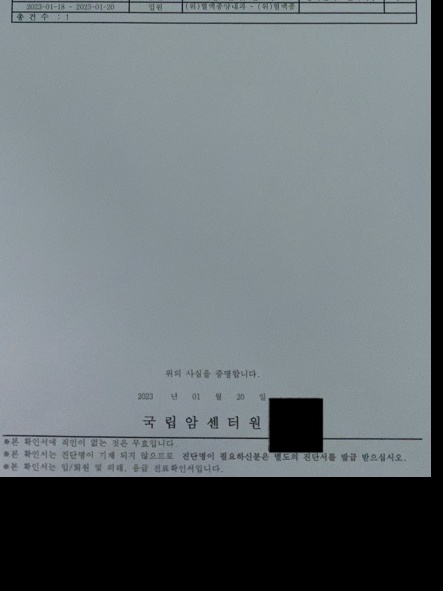 2023-01-18 - 2023-01-20 입원 (위)혈액종양내과 - (위)혈액종
총 건 수 : 1
위의 사실을 증명합니다.
2023 년 01 월 20 일
국 립 암 센 터 원
※본 확인서에 직인이 없는 것은 무효입니다.
※본 확인서는 진단명이 기재 되지 않으므로 진단명이 필요하신분은 별도의 진단서를 발급 받으십시오.
※본 확인서는 입/퇴원 및 외래, 응급 진료확인서입니다.